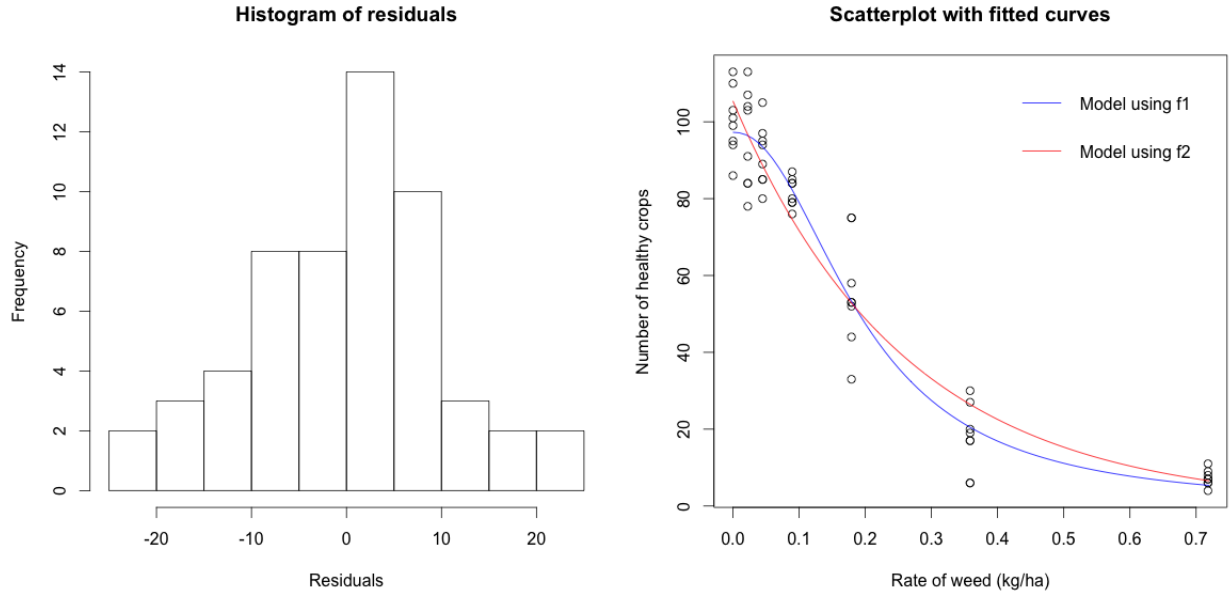 Histogram of residuals
Frequency
14
12
10
8
6
4
2
0
-20 -10 0 10 20
Residuals
Scatterplot with fitted curves
Number of healthy crops
100
80
60
40
20
0
Model using f1
Model using f2
0.0 0.1 0.2 0.3 0.4 0.5 0.6 0.7
Rate of weed (kg/ha)